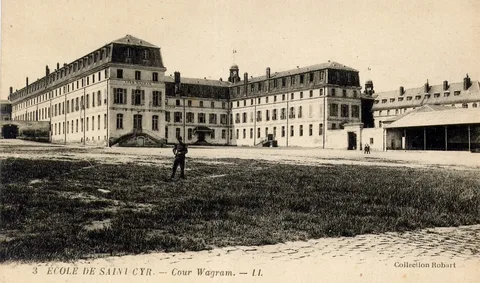 Collection Robart
3 ÉCOLE DE SAINT-CYR. — Cour Wagram. — LL.